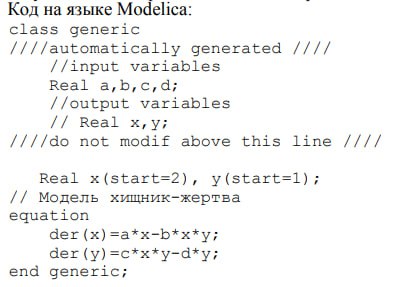 Код на языке Modelica:
class generic
////automatically generated ////
//input variables
Real a,b,c,d;
//output variables
// Real x,y;
////do not modif above this line ////
Real x(start=2), y(start=1);
// Модель хищник-жертва
equation
der(x)=a*x-b*x*y;
der(y)=c*x*y-d*y;
end generic;